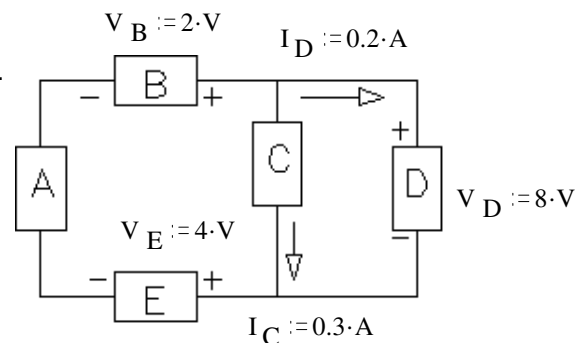 V B := 2·V
I D := 0.2·A
B
− +
+
A
C
D
V D := 8·V
V E := 4·V
−
− +
E
I C := 0.3·A